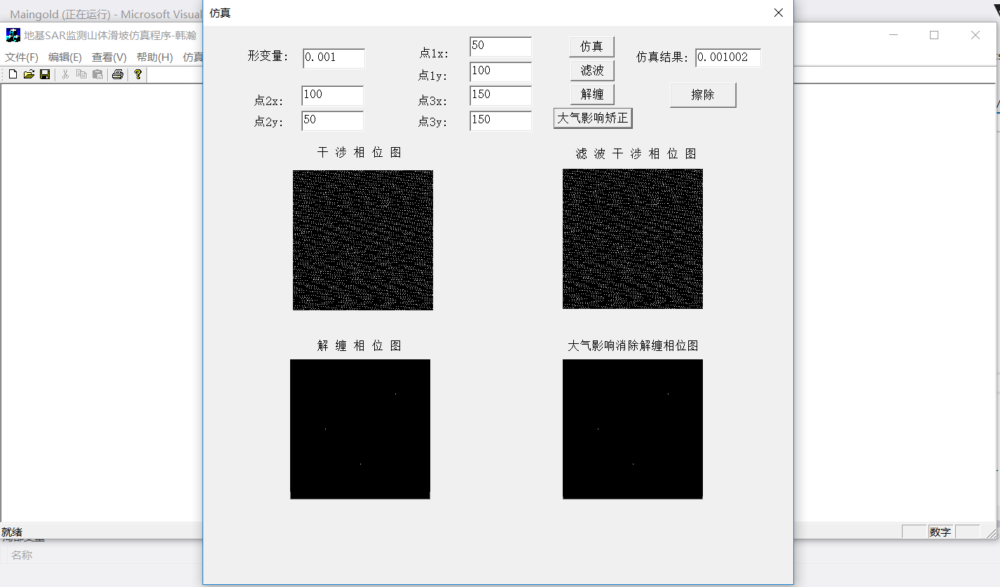 Maingold (正在运行) - Microsoft Visual
仿真
地基SAR监测山体滑坡仿真程序-韩瀚
文件(F) 编辑(E) 查看(V) 帮助(H) 仿真
形变量: 0.001
点1x: 50
仿真
仿真结果: 0.001002
点1y: 100
滤波
点2x: 100
点3x: 150
解缠
擦除
点2y: 50
点3y: 150
大气影响矫正
干 涉 相 位 图
滤 波 干 涉 相 位 图
解 缠 相 位 图
大气影响消除解缠相位图
就绪
数字
名称